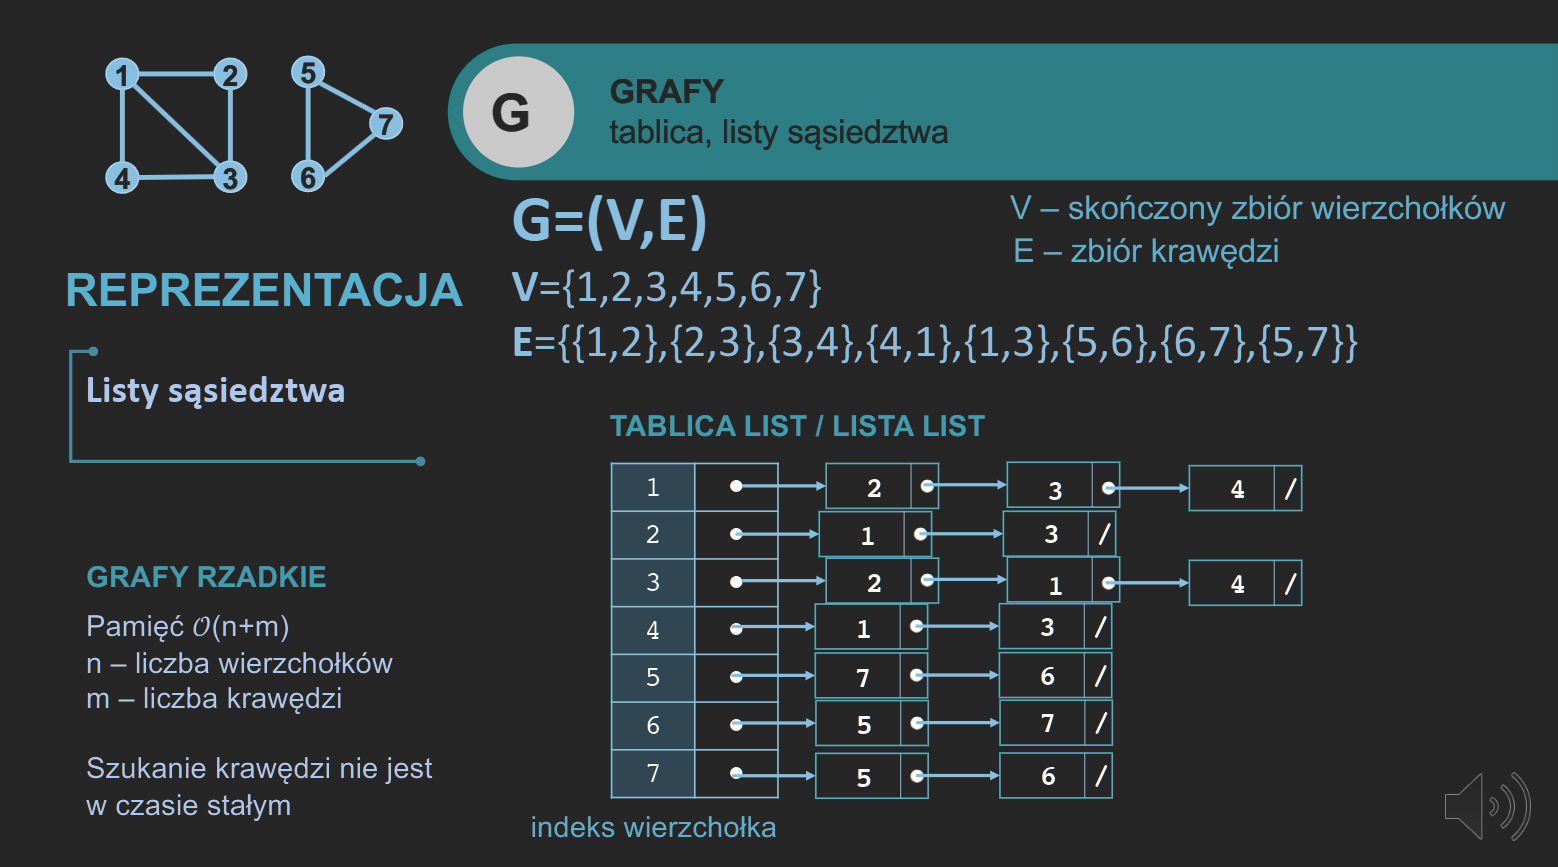 1 2 5
7
4 3 6
G
GRAFY
tablica, listy sąsiedztwa
G=(V,E)
V – skończony zbiór wierzchołków
E – zbiór krawędzi
REPREZENTACJA
V={1,2,3,4,5,6,7}
E={{1,2},{2,3},{3,4},{4,1},{1,3},{5,6},{6,7},{5,7}}
Listy sąsiedztwa
TABLICA LIST / LISTA LIST
1 2 3 4 /
2 1 3 /
3 2 1 4 /
4 1 3 /
5 7 6 /
6 5 7 /
7 5 6 /
indeks wierzchołka
GRAFY RZADKIE
Pamięć 𝒪(n+m)
n – liczba wierzchołków
m – liczba krawędzi
Szukanie krawędzi nie jest
w czasie stałym